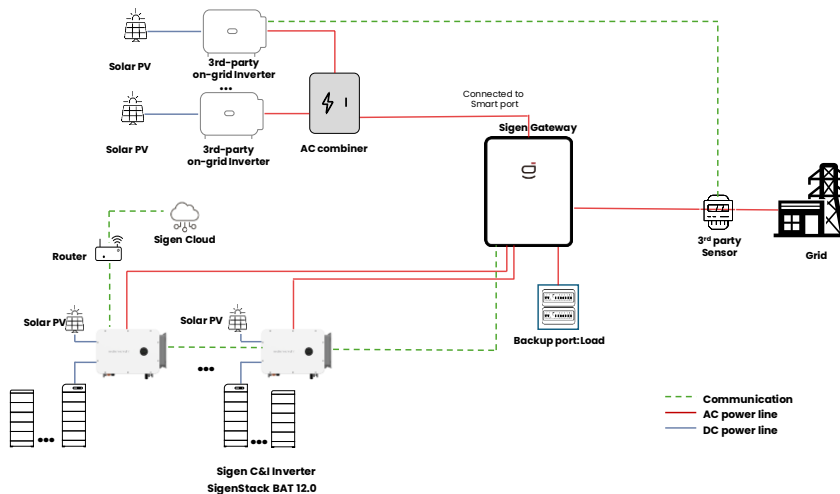 Solar PV
3rd-party
on-grid Inverter
Solar PV
3rd-party
on-grid Inverter
AC combiner
Connected to
Smart port
Sigen Gateway
3rd party
Sensor
Grid
Sigen Cloud
Router
Solar PV
Solar PV
Backup port:Load
Communication
AC power line
DC power line
Sigen C&I Inverter
SigenStack BAT 12.0